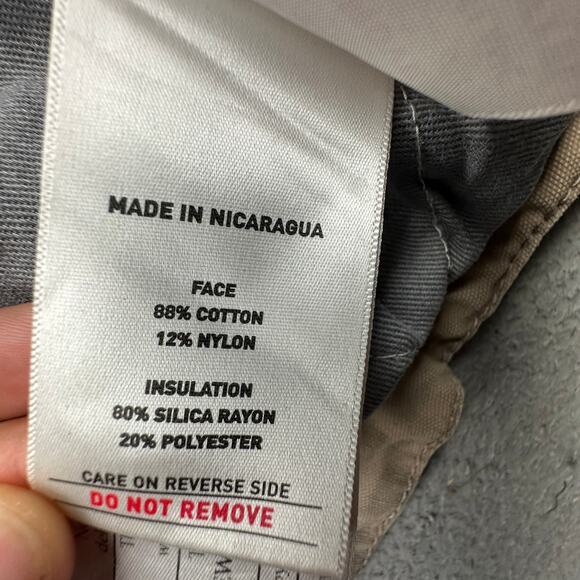 MADE IN NICARAGUA
FACE
88% COTTON
12% NYLON
INSULATION
80% SILICA RAYON
20% POLYESTER
CARE ON REVERSE SIDE
DO NOT REMOVE